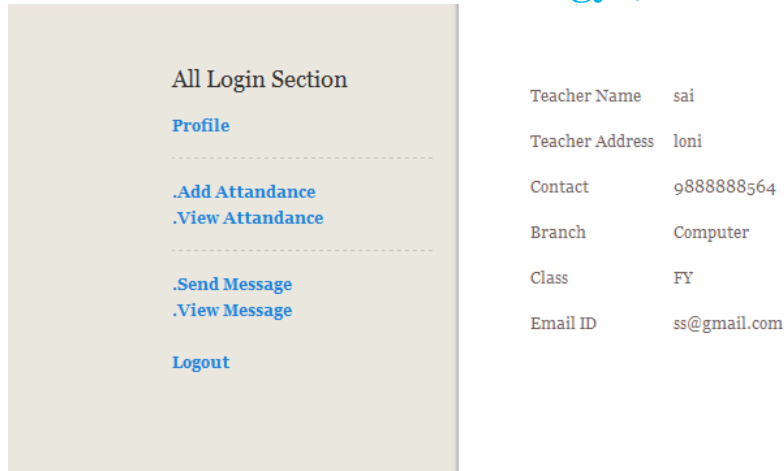 All Login Section
Profile
.Add Attandance
.View Attandance
.Send Message
.View Message
Logout
Teacher Name sai
Teacher Address loni
Contact 9888888564
Branch Computer
Class FY
Email ID ss@gmail.com